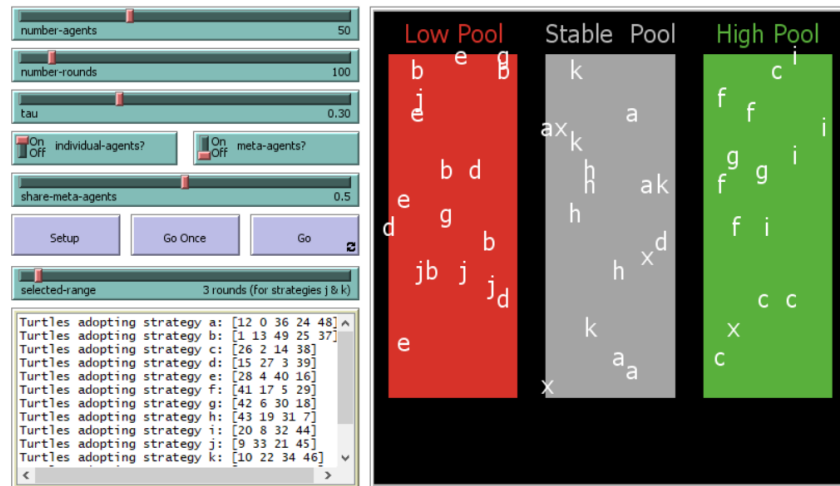 number-agents 50
number-rounds 100
tau 0.30
On Off individual-agents?
On Off meta-agents?
share-meta-agents 0.5
Setup Go Once Go
selected-range 3 rounds (for strategies j & k)
Turtles adopting strategy a: [12 0 36 24 48]
Turtles adopting strategy b: [1 13 49 25 37]
Turtles adopting strategy c: [26 2 14 38]
Turtles adopting strategy d: [15 27 3 39]
Turtles adopting strategy e: [28 4 40 16]
Turtles adopting strategy f: [41 17 5 29]
Turtles adopting strategy g: [42 6 30 18]
Turtles adopting strategy h: [43 19 31 7]
Turtles adopting strategy i: [20 8 32 44]
Turtles adopting strategy j: [9 33 21 45]
Turtles adopting strategy k: [10 22 34 46]
Low Pool Stable Pool High Pool
e g i
b b k c
j f
e a f
a x i
k
b d h g i
h a k f g
e
g h
d f i
b d
x
j b j h
j
d c c
k x
e a c
a
x